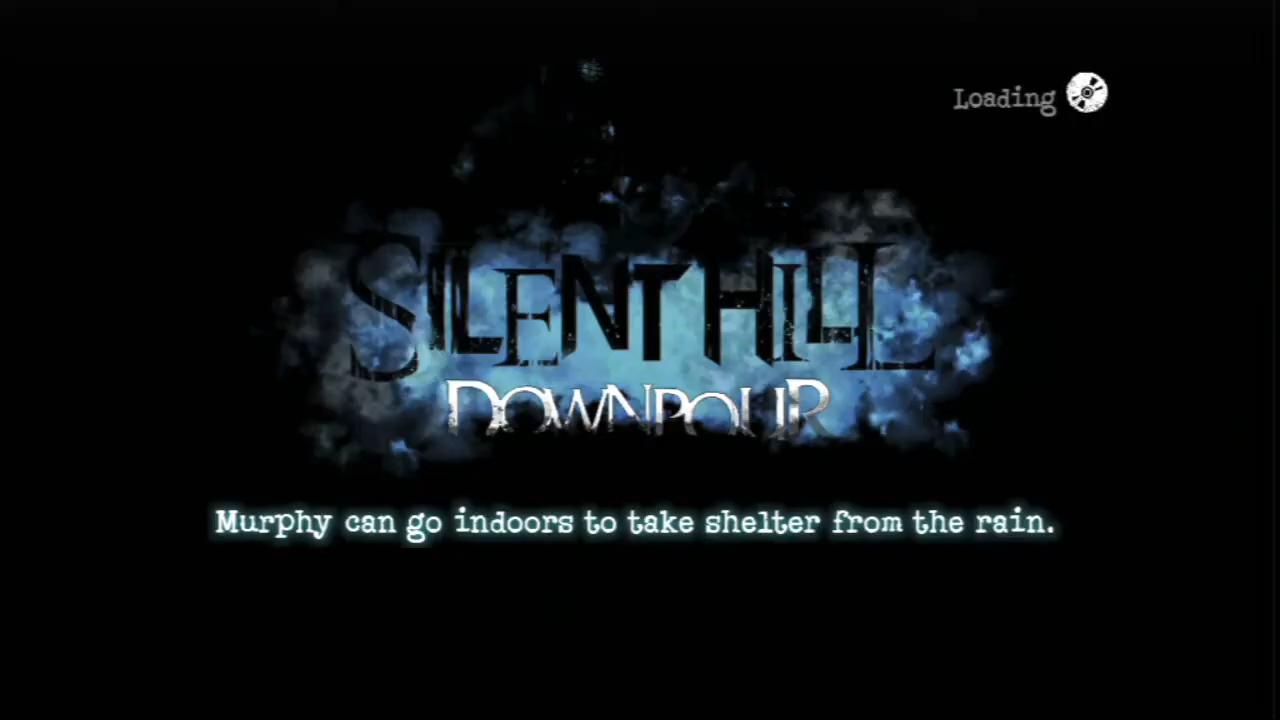 Loading
SILENT HILL
DOWNPOUR
Murphy can go indoors to take shelter from the rain.